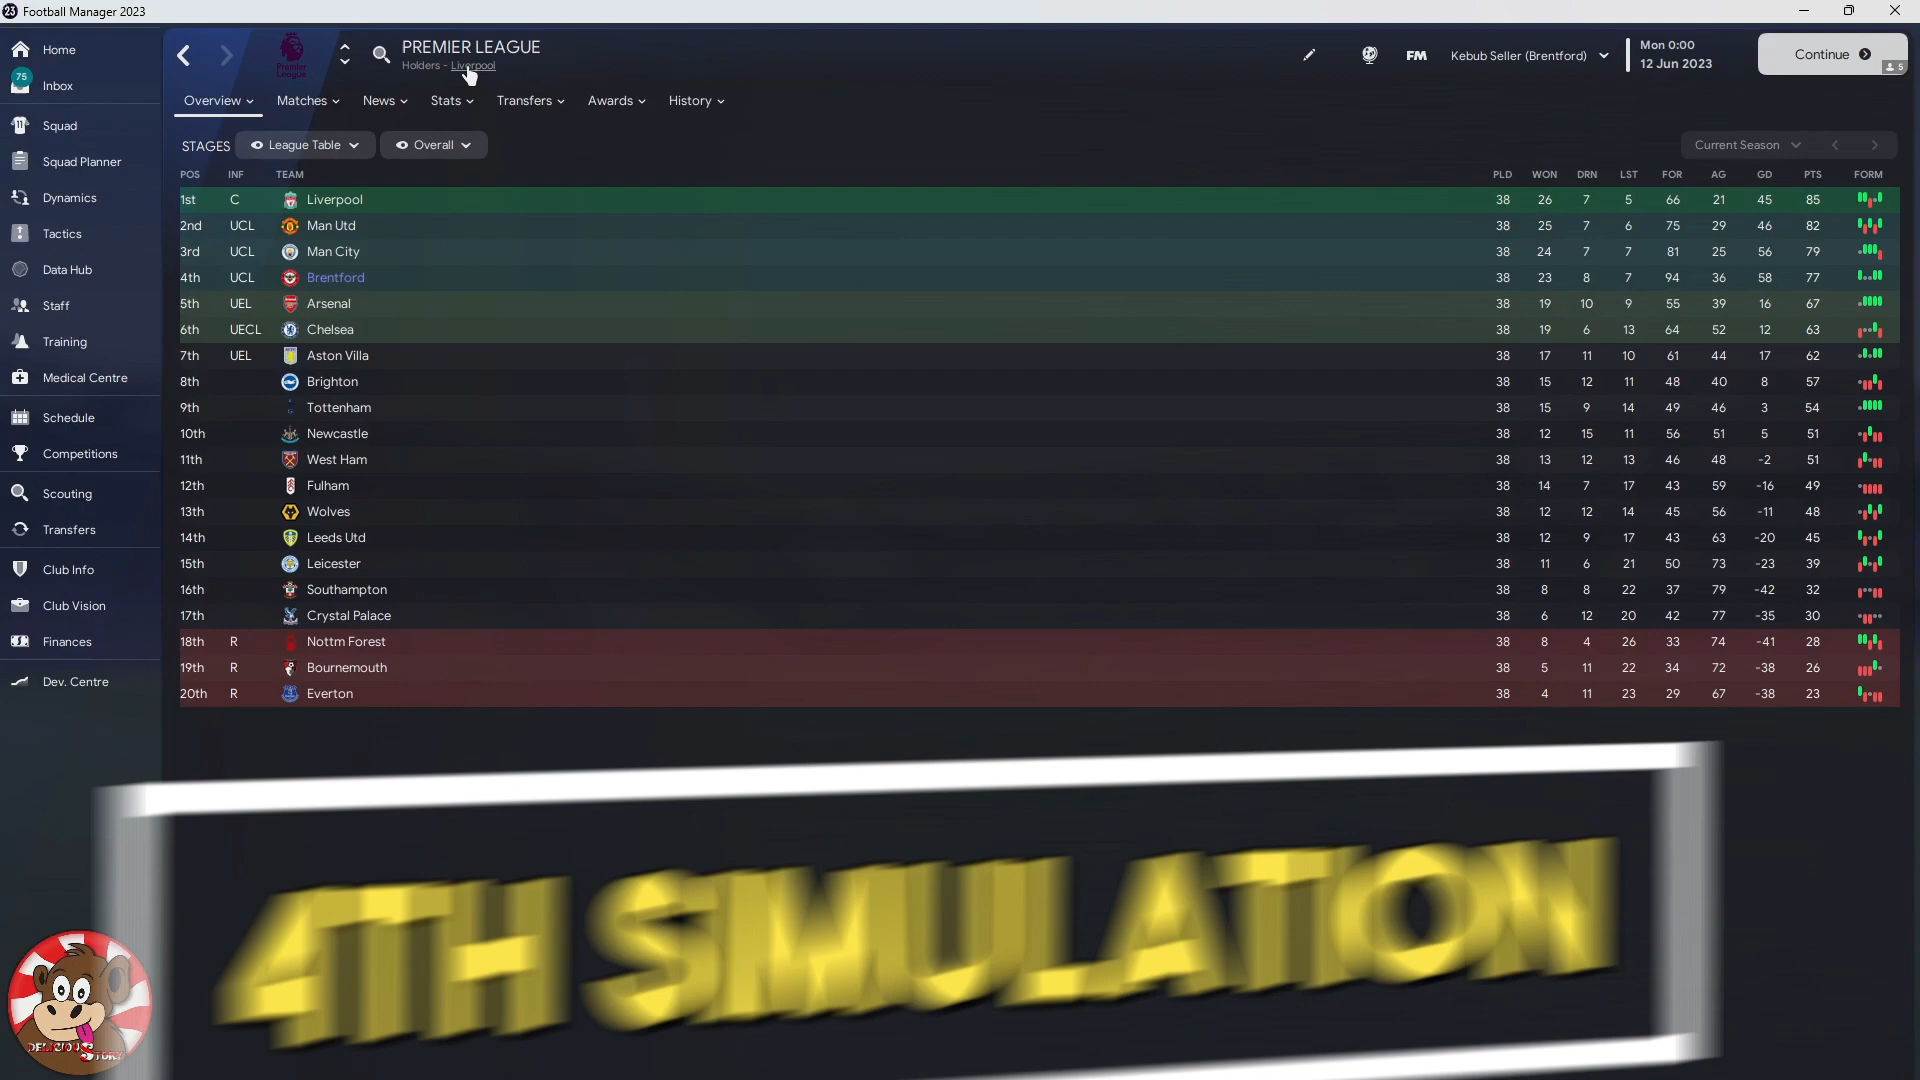 23 Football Manager 2023
Home
75
Inbox
Squad
Squad Planner
Dynamics
Tactics
Data Hub
Staff
Training
Medical Centre
Schedule
Competitions
Scouting
Transfers
Club Info
Club Vision
Finances
Dev. Centre
Premier League
PREMIER LEAGUE
Holders - Liverpool
FM Kebub Seller (Brentford)
Mon 0:00
12 Jun 2023
Continue
5
Overview Matches News Stats Transfers Awards History
STAGES League Table Overall Current Season
POS INF TEAM PLD WON DRN LST FOR AG GD PTS FORM
1st C Liverpool 38 26 7 5 66 21 45 85
2nd UCL Man Utd 38 25 7 6 75 29 46 82
3rd UCL Man City 38 24 7 7 81 25 56 79
4th UCL Brentford 38 23 8 7 94 36 58 77
5th UEL Arsenal 38 19 10 9 55 39 16 67
6th UECL Chelsea 38 19 6 13 64 52 12 63
7th UEL Aston Villa 38 17 11 10 61 44 17 62
8th Brighton 38 15 12 11 48 40 8 57
9th Tottenham 38 15 9 14 49 46 3 54
10th Newcastle 38 12 15 11 56 51 5 51
11th West Ham 38 13 12 13 46 48 -2 51
12th Fulham 38 14 7 17 43 59 -16 49
13th Wolves 38 12 12 14 45 56 -11 48
14th Leeds Utd 38 12 9 17 43 63 -20 45
15th Leicester 38 11 6 21 50 73 -23 39
16th Southampton 38 8 8 22 37 79 -42 32
17th Crystal Palace 38 6 12 20 42 77 -35 30
18th R Nottm Forest 38 8 4 26 33 74 -41 28
19th R Bournemouth 38 5 11 22 34 72 -38 26
20th R Everton 38 4 11 23 29 67 -38 23
4TH SIMULATION
DELICIOUS STORY